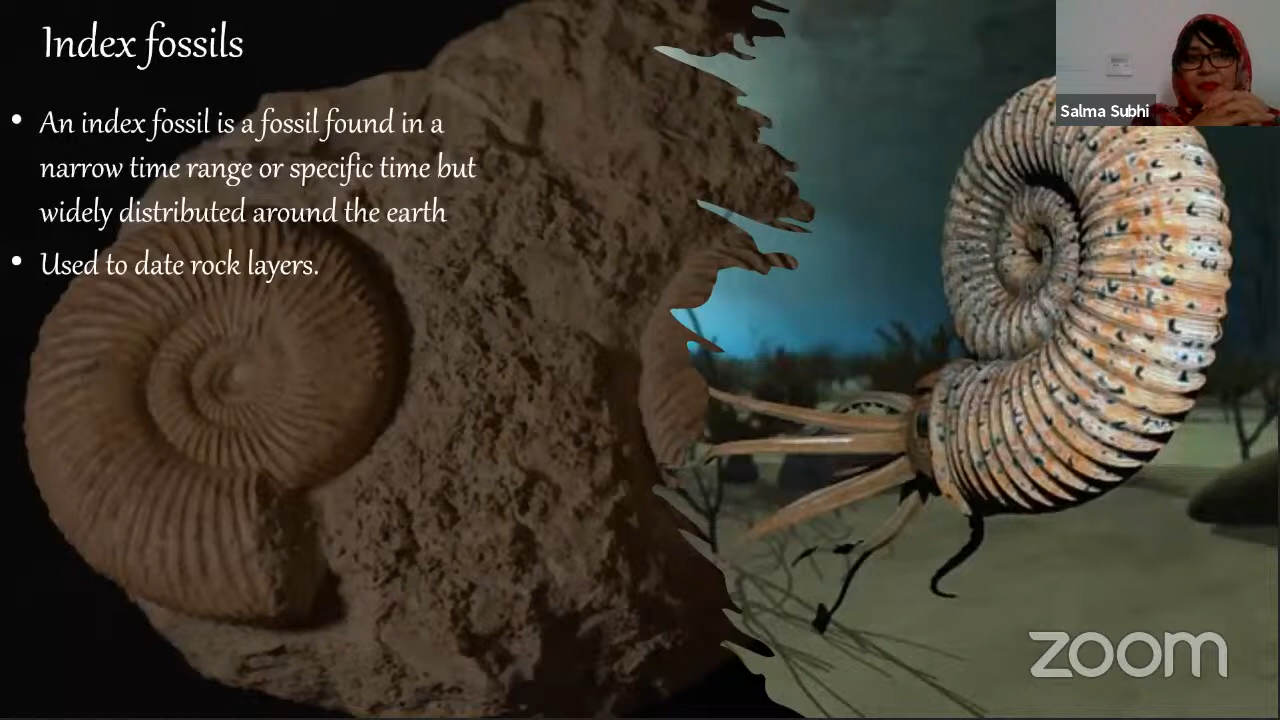 Index fossils
• An index fossil is a fossil found in a
narrow time range or specific time but
widely distributed around the earth
• Used to date rock layers.
Salma Subhi
zoom